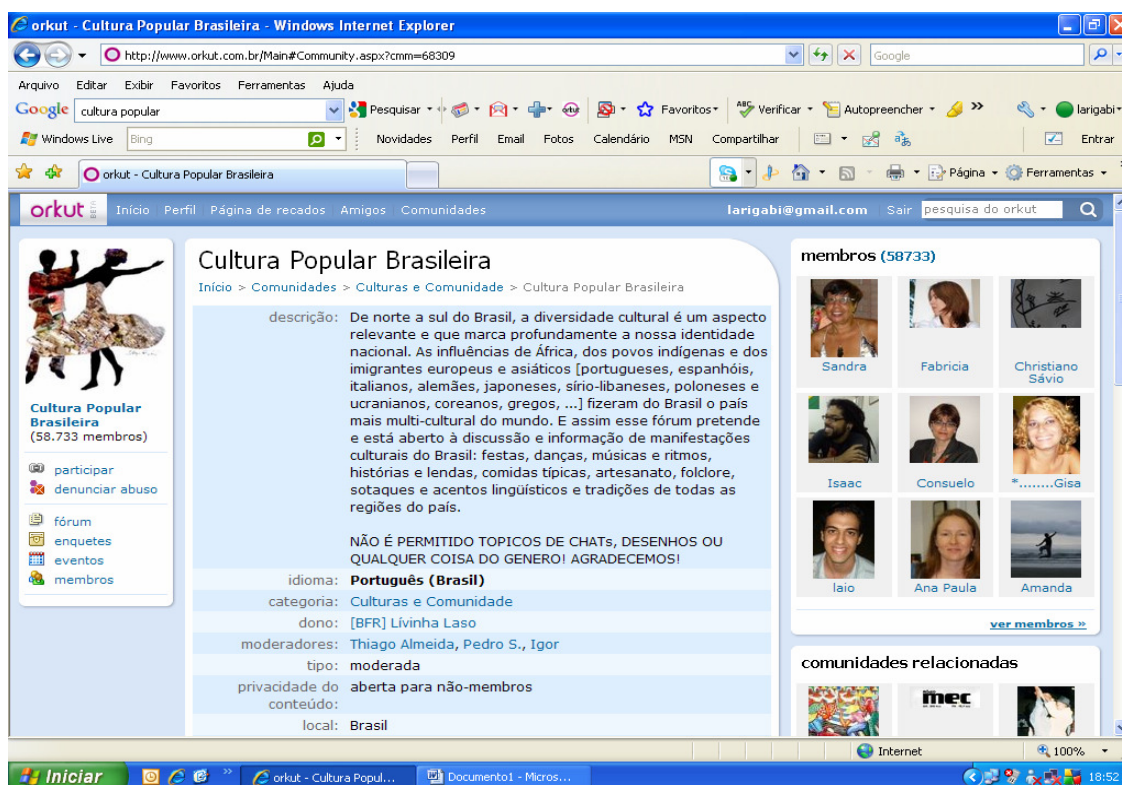 orkut - Cultura Popular Brasileira - Windows Internet Explorer
http://www.orkut.com.br/Main#Community.aspx?cmm=68309
Google
Arquivo Editar Exibir Favoritos Ferramentas Ajuda
Google cultura popular Pesquisar Favoritos Verificar Autopreencher » larigabi
Windows Live Bing Novidades Perfil Email Fotos Calendário MSN Compartilhar Entrar
orkut - Cultura Popular Brasileira Página Ferramentas
orkut BETA Início Perfil Página de recados Amigos Comunidades larigabi@gmail.com Sair pesquisa do orkut
Cultura Popular
Brasileira
(58.733 membros)
participar
denunciar abuso
fórum
enquetes
eventos
membros
Cultura Popular Brasileira
Início > Comunidades > Culturas e Comunidade > Cultura Popular Brasileira
descrição: De norte a sul do Brasil, a diversidade cultural é um aspecto
relevante e que marca profundamente a nossa identidade
nacional. As influências de África, dos povos indígenas e dos
imigrantes europeus e asiáticos [portugueses, espanhóis,
italianos, alemães, japoneses, sírio-libaneses, poloneses e
ucranianos, coreanos, gregos, ...] fizeram do Brasil o país
mais multi-cultural do mundo. E assim esse fórum pretende
e está aberto à discussão e informação de manifestações
culturais do Brasil: festas, danças, músicas e ritmos,
histórias e lendas, comidas típicas, artesanato, folclore,
sotaques e acentos lingüísticos e tradições de todas as
regiões do país.
NÃO É PERMITIDO TOPICOS DE CHATs, DESENHOS OU
QUALQUER COISA DO GENERO! AGRADECEMOS!
idioma: Português (Brasil)
categoria: Culturas e Comunidade
dono: [BFR] Lívinha Laso
moderadores: Thiago Almeida, Pedro S., Igor
tipo: moderada
privacidade do conteúdo: aberta para não-membros
local: Brasil
membros (58733)
Sandra Fabricia Christiano Sávio
Isaac Consuelo *........Gisa
Iaio Ana Paula Amanda
ver membros »
comunidades relacionadas
mec
Internet 100%
Iniciar » orkut - Cultura Popul... Documento1 - Micros... 18:52